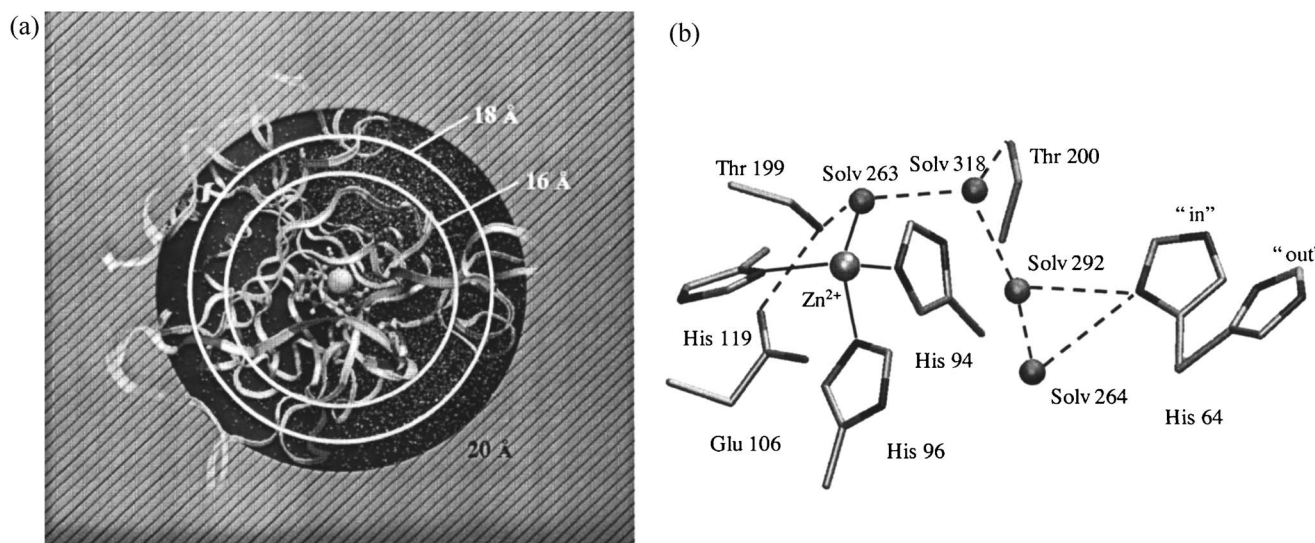 (a)
18 Å
16 Å
20 Å
(b)
Thr 199
Solv 263
Solv 318
Thr 200
"in"
"out"
Solv 292
Zn2+
His 119
His 94
Solv 264
His 64
Glu 106
His 96